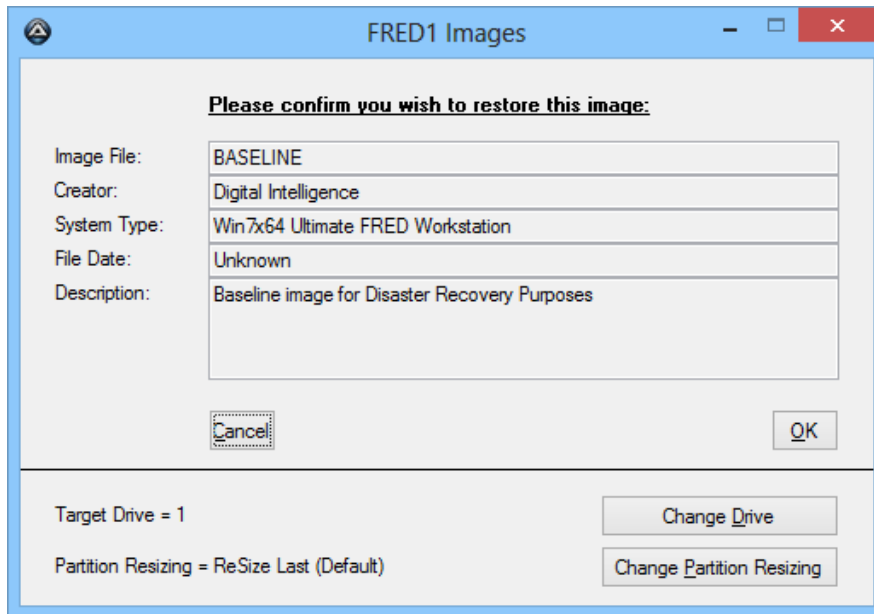 FRED1 Images
Please confirm you wish to restore this image:
Image File: BASELINE
Creator: Digital Intelligence
System Type: Win7x64 Ultimate FRED Workstation
File Date: Unknown
Description: Baseline image for Disaster Recovery Purposes
Cancel OK
Target Drive = 1 Change Drive
Partition Resizing = ReSize Last (Default) Change Partition Resizing